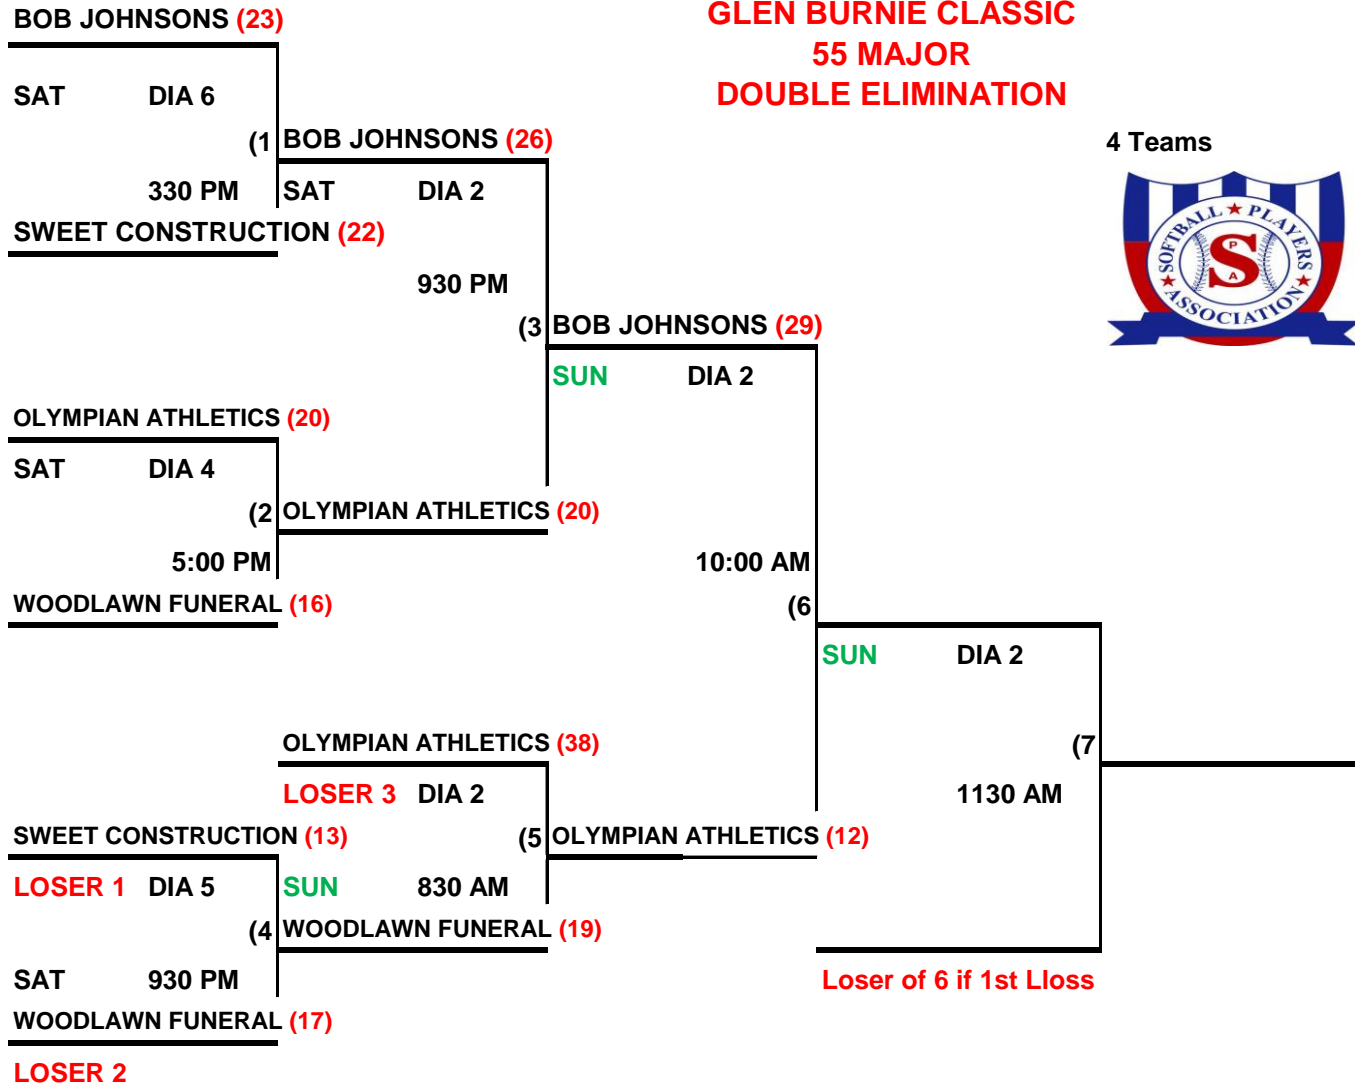 BOB JOHNSONS (23)
GLEN BURNIE CLASSIC
55 MAJOR
DOUBLE ELIMINATION
SAT DIA 6
(1 BOB JOHNSONS (26)
4 Teams
330 PM SAT DIA 2
SWEET CONSTRUCTION (22)
SOFTBALL ★ PLAYERS ★ ASSOCIATION ★
P
S
A
930 PM
(3 BOB JOHNSONS (29)
SUN DIA 2
OLYMPIAN ATHLETICS (20)
SAT DIA 4
(2 OLYMPIAN ATHLETICS (20)
5:00 PM 10:00 AM
WOODLAWN FUNERAL (16) (6
SUN DIA 2
OLYMPIAN ATHLETICS (38) (7
LOSER 3 DIA 2 1130 AM
SWEET CONSTRUCTION (13) (5 OLYMPIAN ATHLETICS (12)
LOSER 1 DIA 5 SUN 830 AM
(4 WOODLAWN FUNERAL (19)
SAT 930 PM Loser of 6 if 1st Lloss
WOODLAWN FUNERAL (17)
LOSER 2